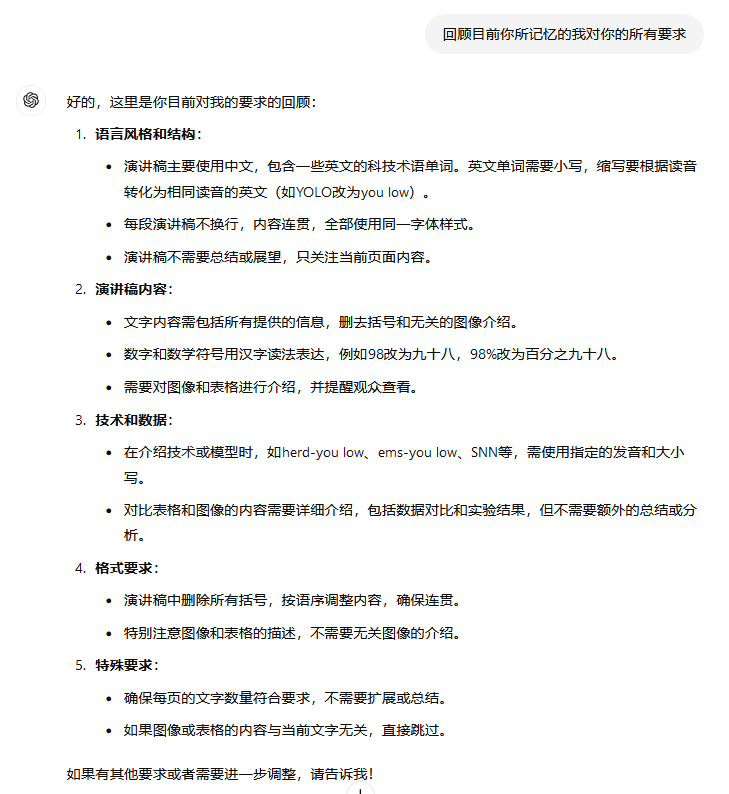 回顾目前你所记忆的我对你的所有要求
好的，这里是你目前对我的要求的回顾：
1. 语言风格和结构：
• 演讲稿主要使用中文，包含一些英文的科技术语单词。英文单词需要小写，缩写要根据读音
转化为相同读音的英文（如YOLO改为you low）。
• 每段演讲稿不换行，内容连贯，全部使用同一字体样式。
• 演讲稿不需要总结或展望，只关注当前页面内容。
2. 演讲稿内容：
• 文字内容需包括所有提供的信息，删去括号和无关的图像介绍。
• 数字和数学符号用汉字读法表达，例如98改为九十八，98%改为百分之九十八。
• 需要对图像和表格进行介绍，并提醒观众查看。
3. 技术和数据：
• 在介绍技术或模型时，如herd-you low、ems-you low、SNN等，需使用指定的发音和大小
写。
• 对比表格和图像的内容需要详细介绍，包括数据对比和实验结果，但不需要额外的总结或分
析。
4. 格式要求：
• 演讲稿中删除所有括号，按语序调整内容，确保连贯。
• 特别注意图像和表格的描述，不需要无关图像的介绍。
5. 特殊要求：
• 确保每页的文字数量符合要求，不需要扩展或总结。
• 如果图像或表格的内容与当前文字无关，直接跳过。
如果有其他要求或者需要进一步调整，请告诉我！